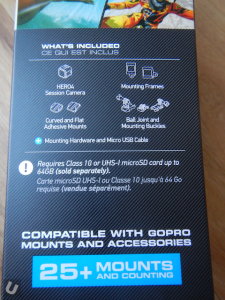 WHAT'S INCLUDED
CE QUI EST INCLUS
HERO4
Session Camera
Mounting Frames
Curved and Flat
Adhesive Mounts
Ball Joint and
Mounting Buckles
+ Mounting Hardware and Micro USB Cable
! Requires Class 10 or UHS-I microSD card up to
64GB (sold separately).
Carte microSD UHS-I ou Classe 10 jusqu'à 64 Go
requise (vendue séparément).
COMPATIBLE WITH GOPRO
MOUNTS AND ACCESSORIES
25+ MOUNTS
AND COUNTING